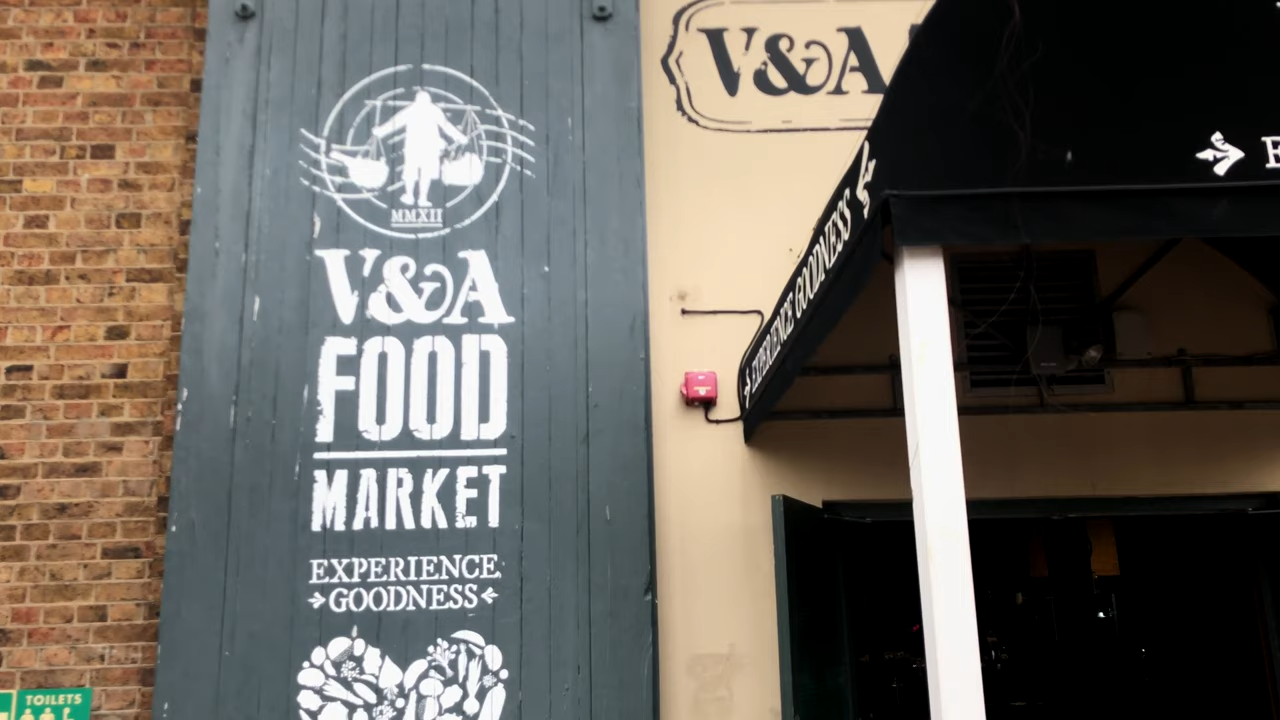 MMXII
V&A
FOOD
MARKET
EXPERIENCE
GOODNESS
V&A
EXPERIENCE GOODNESS
E
TOILETS